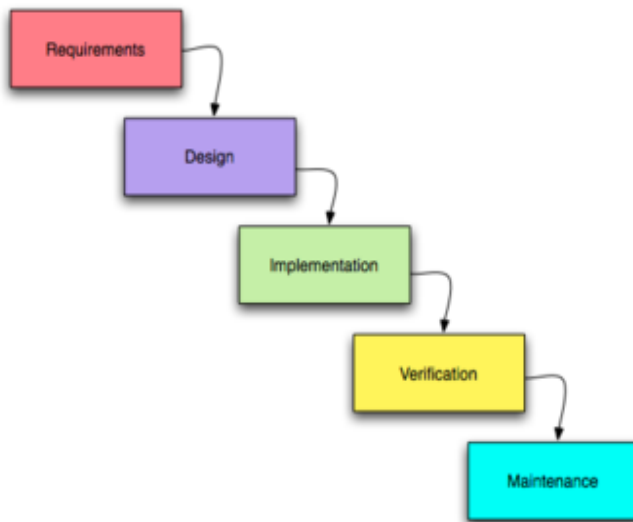 Requirements
Design
Implementation
Verification
Maintenance